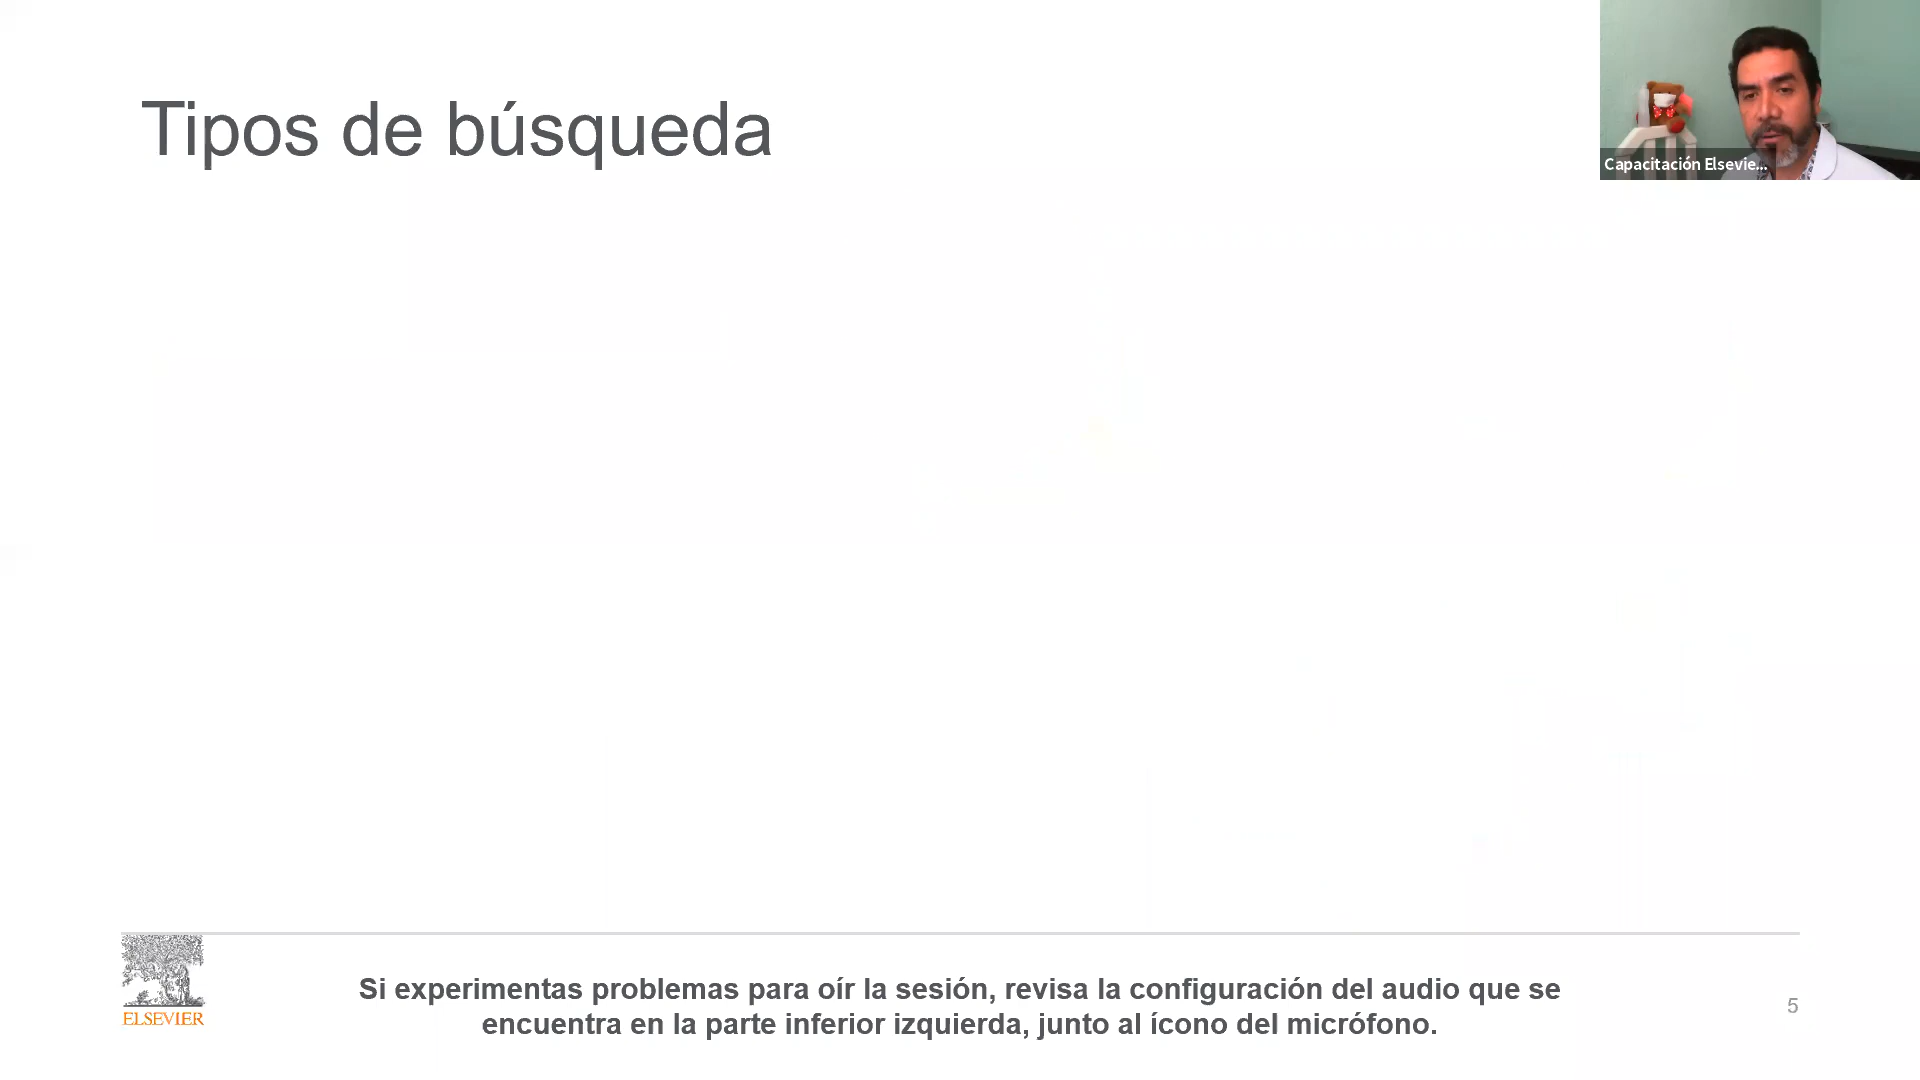 Tipos de búsqueda
Capacitación Elsevie...
Si experimentas problemas para oír la sesión, revisa la configuración del audio que se
encuentra en la parte inferior izquierda, junto al ícono del micrófono.
ELSEVIER
5